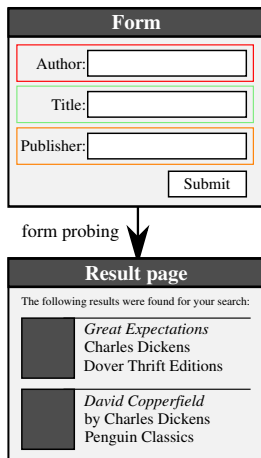 Form
Author:
Title:
Publisher:
Submit
form probing
Result page
The following results were found for your search:
Great Expectations
Charles Dickens
Dover Thrift Editions
David Copperfield
by Charles Dickens
Penguin Classics